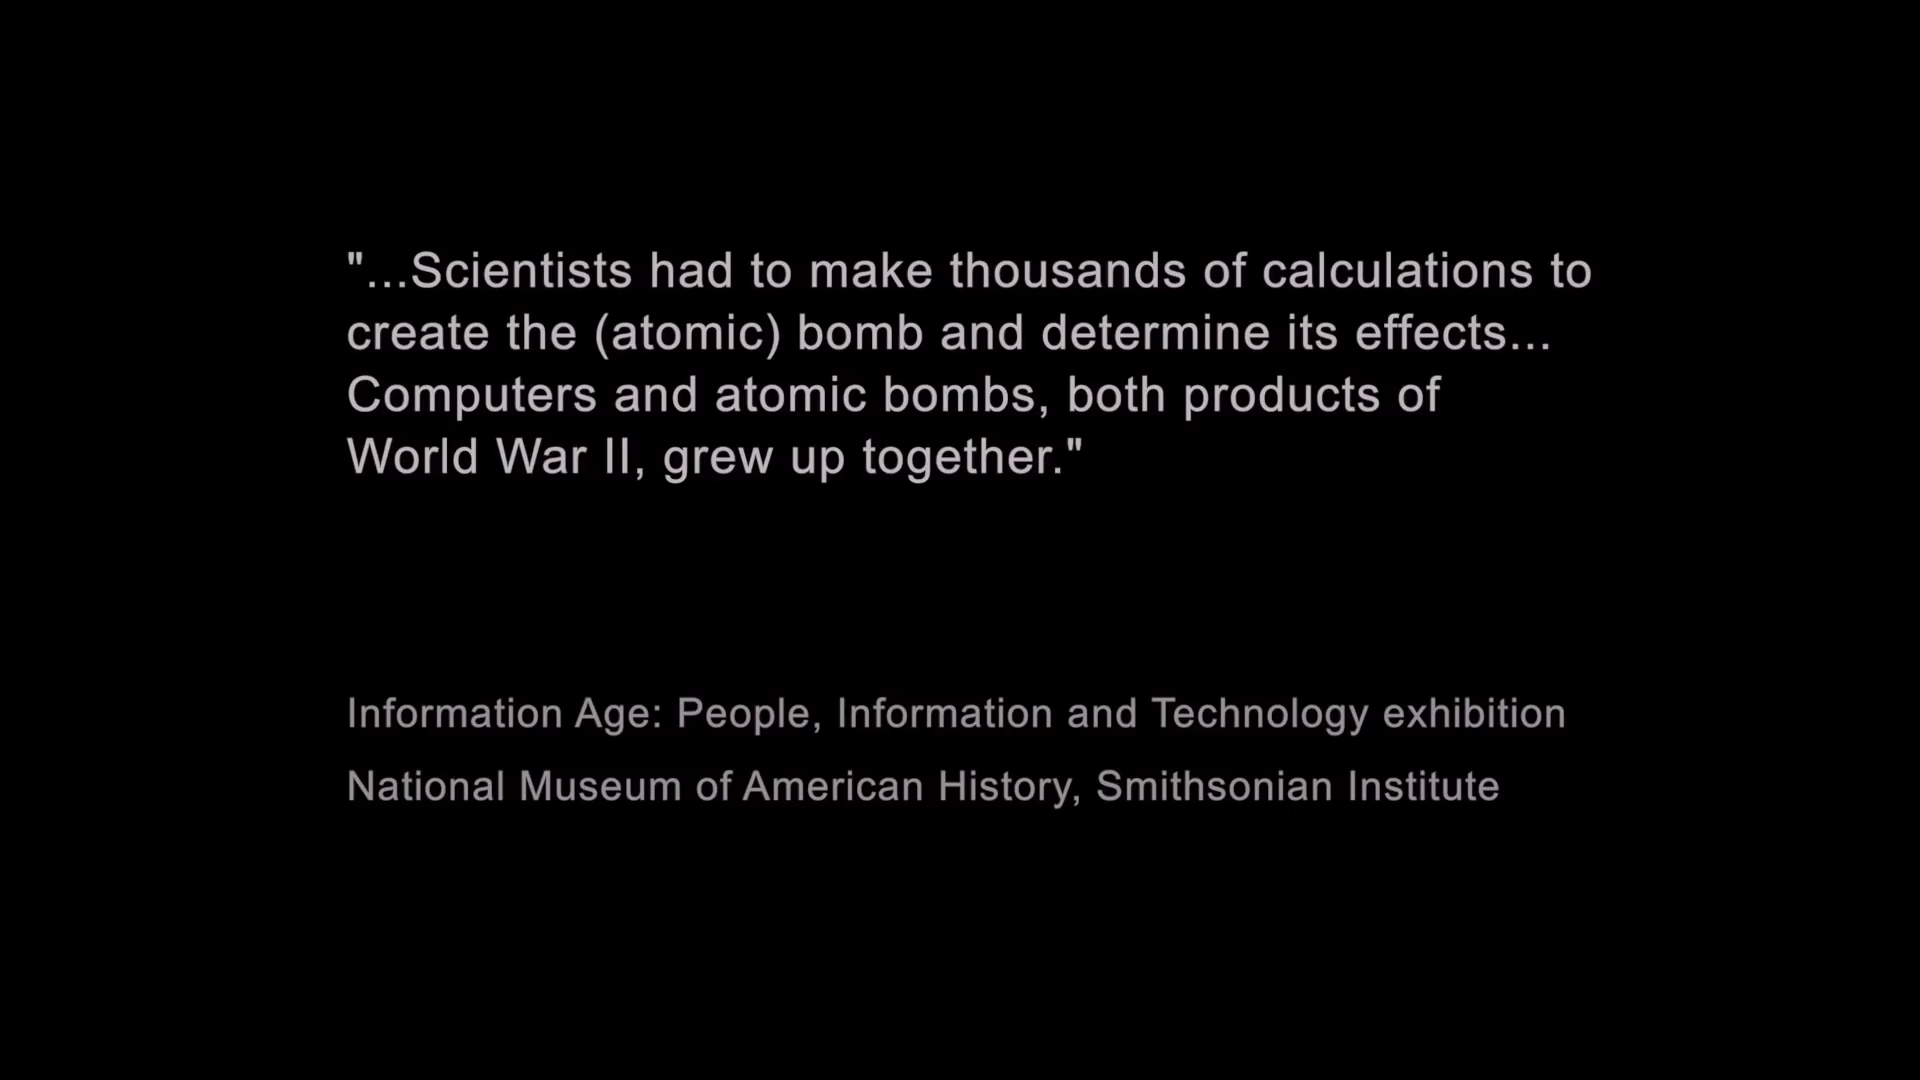 "...Scientists had to make thousands of calculations to
create the (atomic) bomb and determine its effects...
Computers and atomic bombs, both products of
World War II, grew up together."
Information Age: People, Information and Technology exhibition
National Museum of American History, Smithsonian Institute